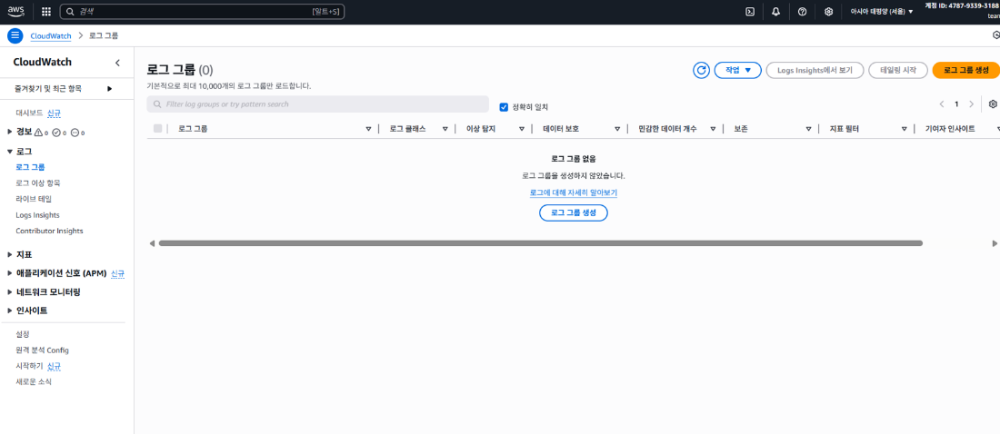 aws
검색 [일트+S]
아시아 태평양 (서울) ▼
계정 ID: 4787-9339-3188
team
CloudWatch > 로그 그룹
CloudWatch
즐겨찾기 및 최근 항목
대시보드 신규
경보 0 0 0
로그
로그 그룹
로그 이상 항목
라이브 테일
Logs Insights
Contributor Insights
지표
애플리케이션 신호 (APM) 신규
네트워크 모니터링
인사이트
설정
원격 분석 Config
시작하기 신규
새로운 소식
로그 그룹 (0)
기본적으로 최대 10,000개의 로그 그룹만 로드합니다.
작업 ▼
Logs Insights에서 보기
테일링 시작
로그 그룹 생성
Filter log groups or try pattern search
정확히 일치
1
로그 그룹
로그 클래스
이상 탐지
데이터 보호
민감한 데이터 개수
보존
지표 필터
기여자 인사이트
로그 그룹 없음
로그 그룹을 생성하지 않았습니다.
로그에 대해 자세히 알아보기
로그 그룹 생성